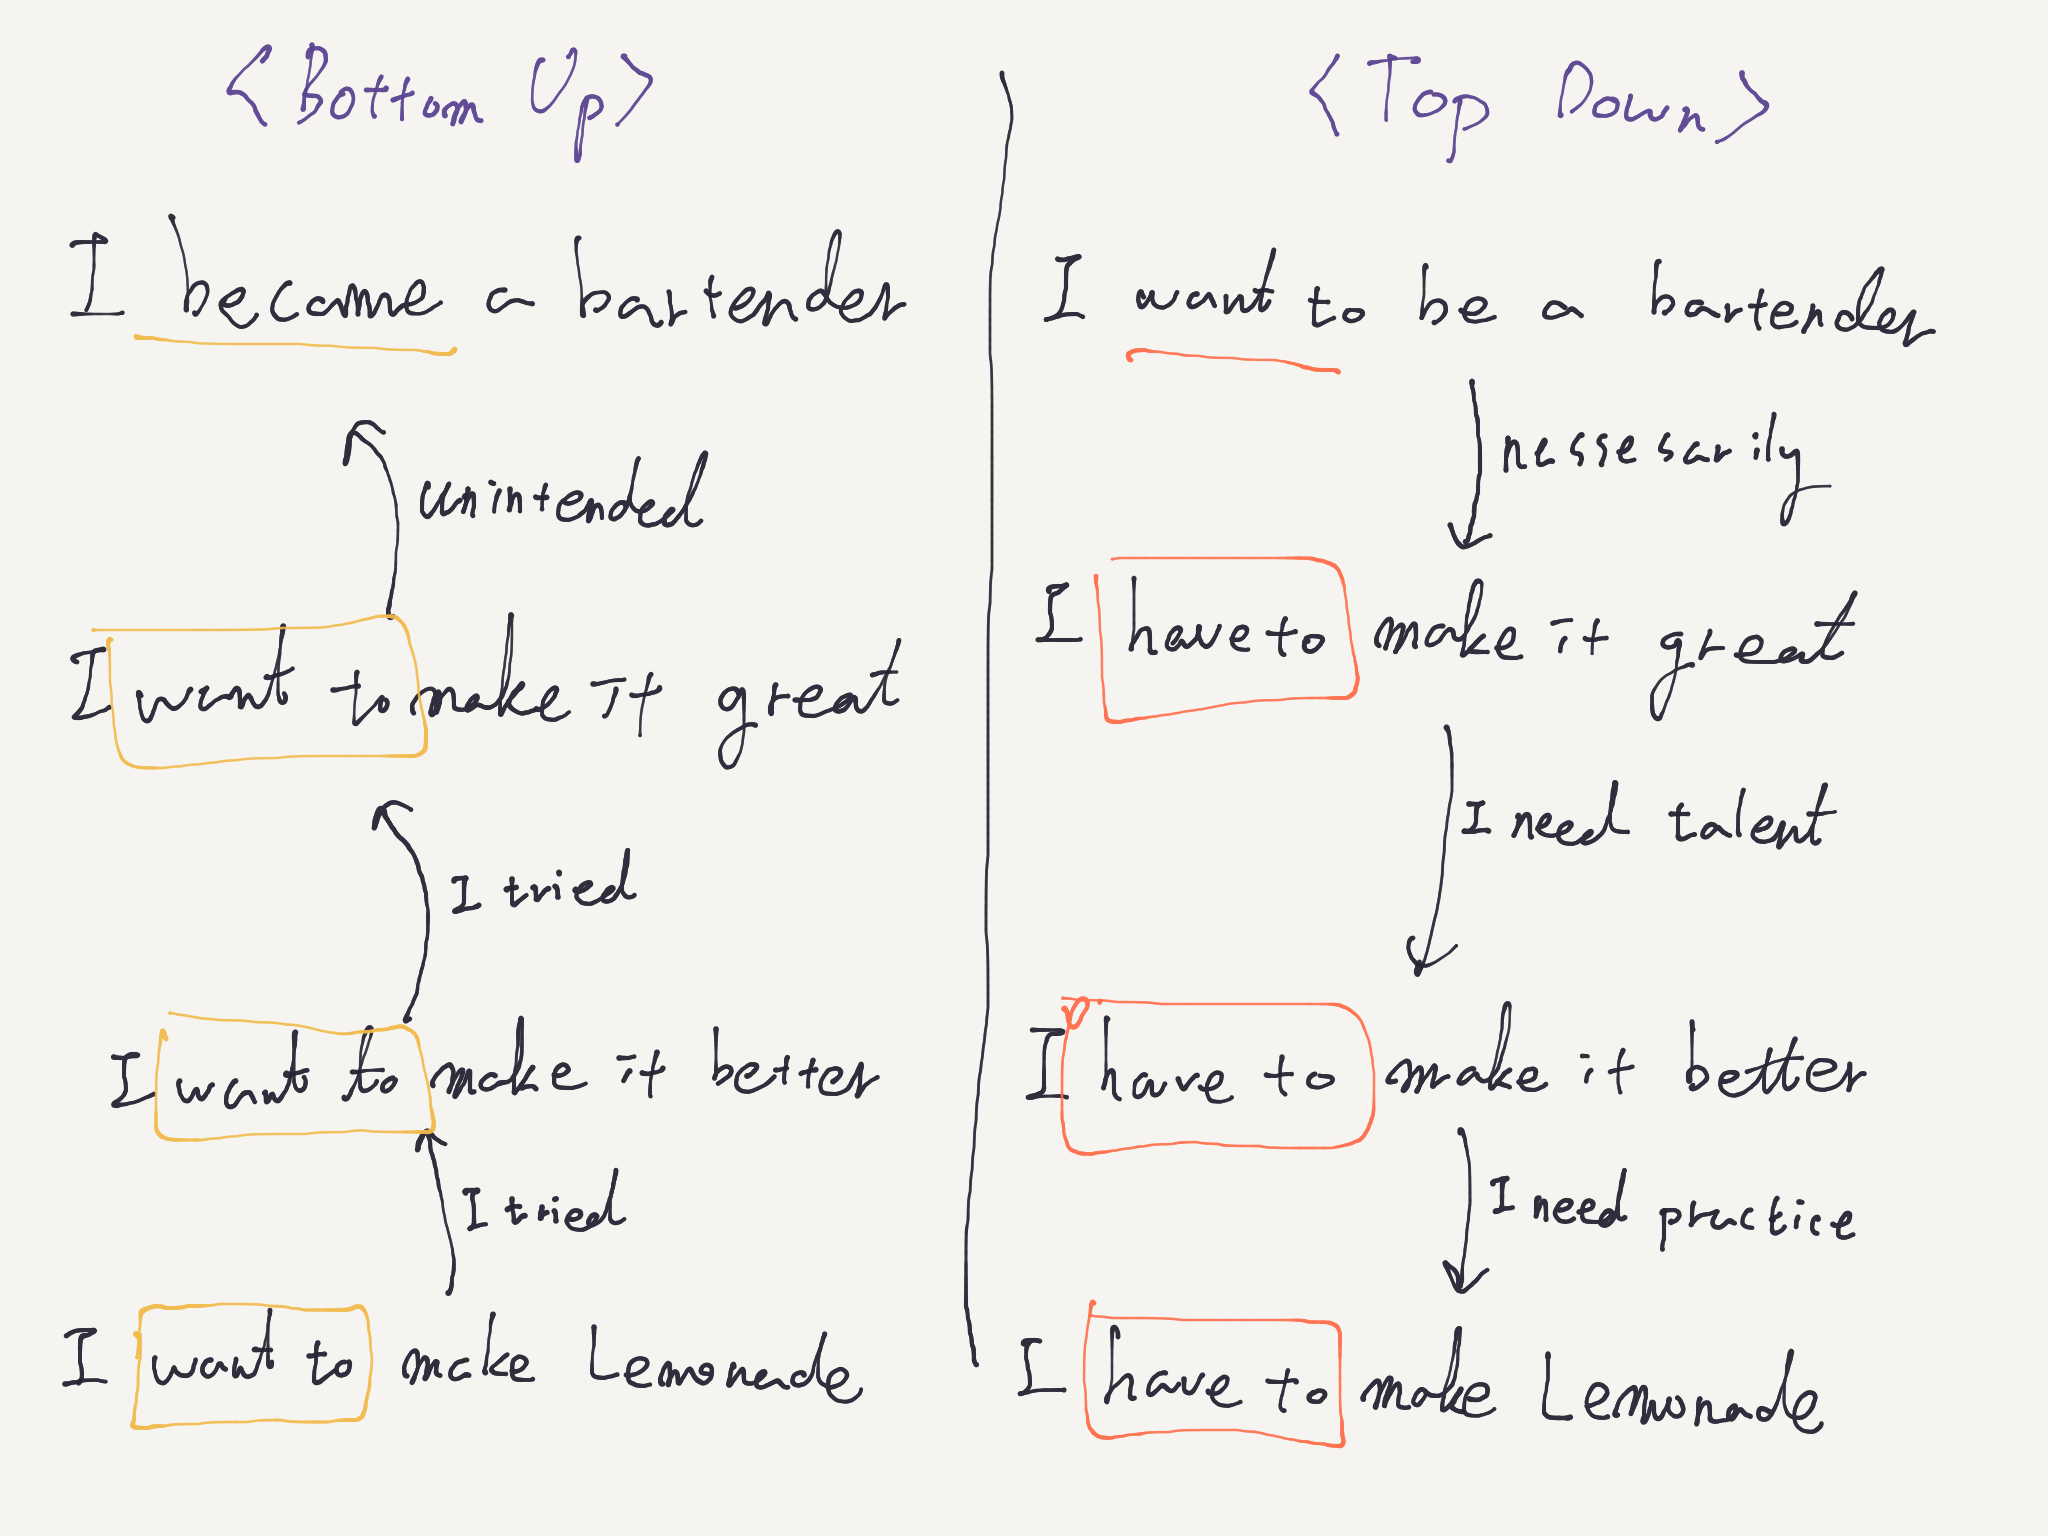 <Bottom Up>
I became a bartender
unintended
I want to make it great
I tried
I want to make it better
I tried
I want to make Lemonade
<Top Down>
I want to be a bartender
nessesarily
I have to make it great
I need talent
I have to make it better
I need practice
I have to make Lemonade